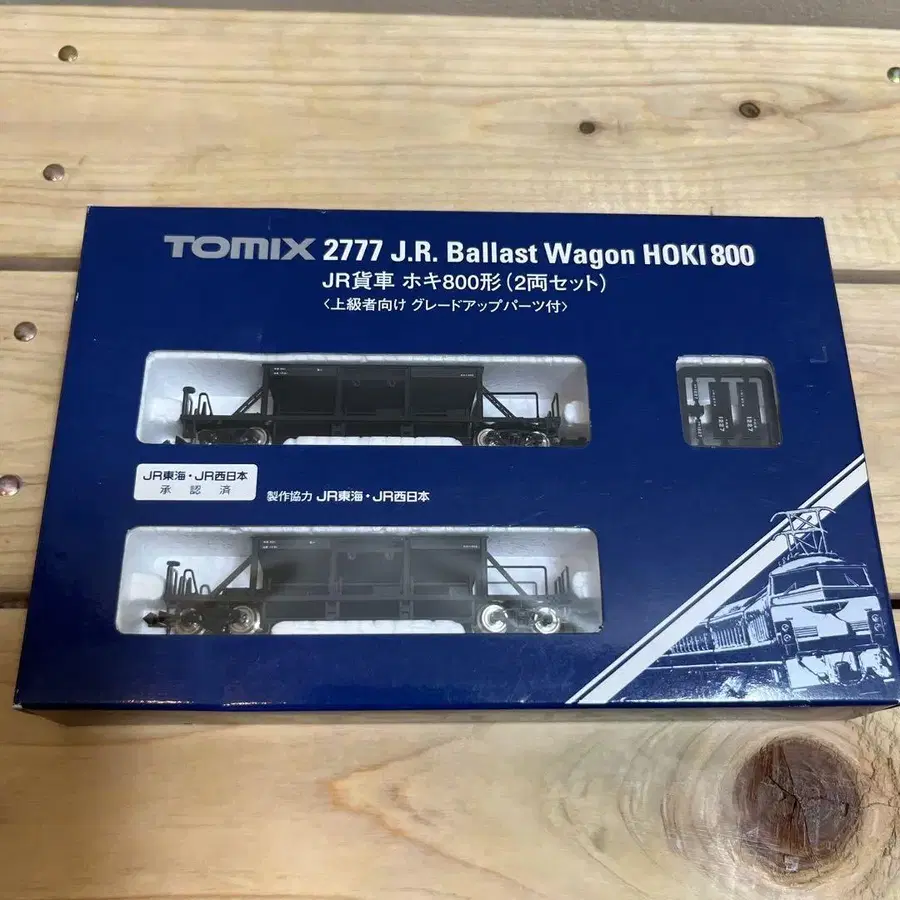 TOMIX 2777 J.R. Ballast Wagon HOKI 800
JR貨車 ホキ800形(2両セット)
〈上級者向け グレードアップパーツ付〉
JR東海・JR西日本
承認済
製作協力 JR東海・JR西日本